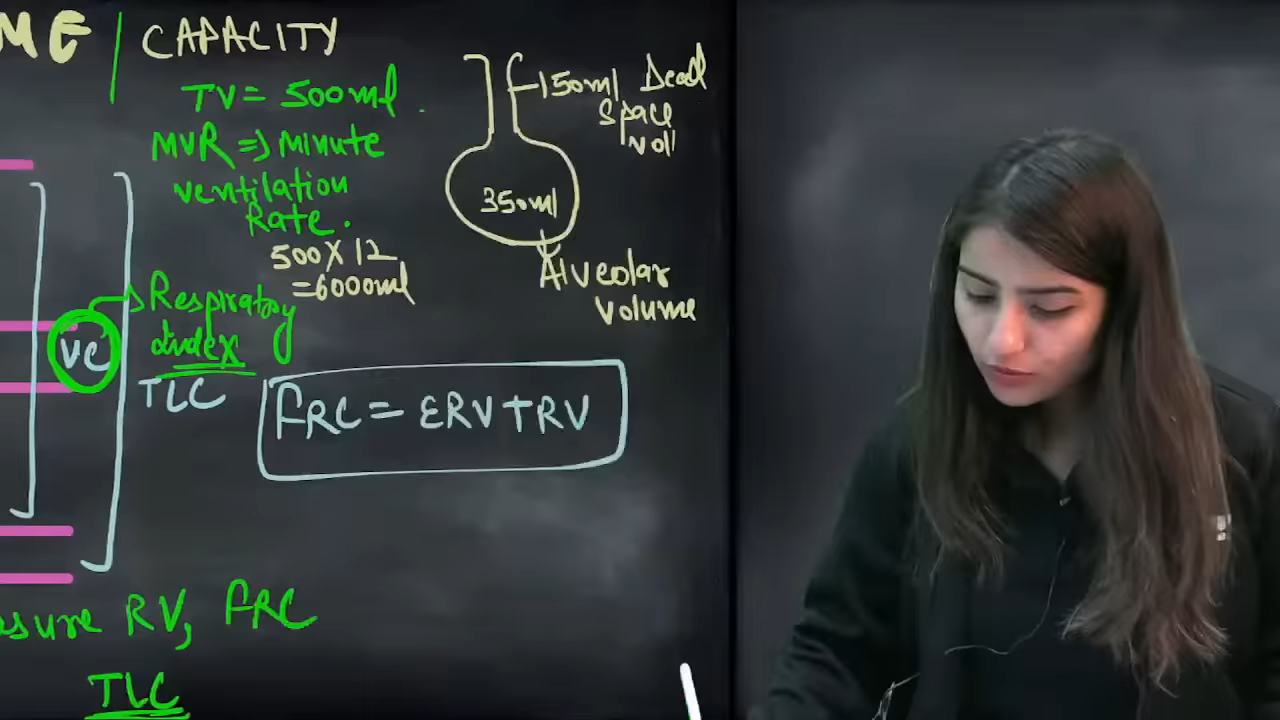 ME | CAPACITY
TV = 500ml.
MVR ⇒ Minute
ventilation
Rate.
500 X 12
= 6000ml
150ml Dead
space
vol
350ml
Alveolar
volume
Respiratory
Index
VC
TLC
FRC = ERV + RV
sure RV, FRC
TLC